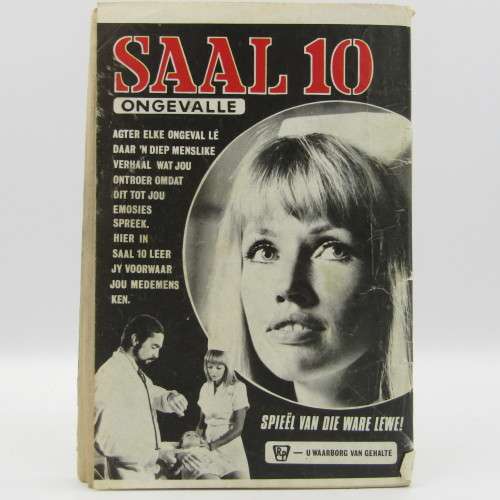 SAAL 10
ONGEVALLE
AGTER ELKE ONGEVAL LÊ
DAAR 'N DIEP MENSLIKE
VERHAAL WAT JOU
ONTROER OMDAT
DIT TOT JOU
EMOSIES
SPREEK.
HIER IN
SAAL 10 LEER
JY VOORWAAR
JOU MEDEMENS
KEN.
SPIEËL VAN DIE WARE LEWE!
— U WAARBORG VAN GEHALTE